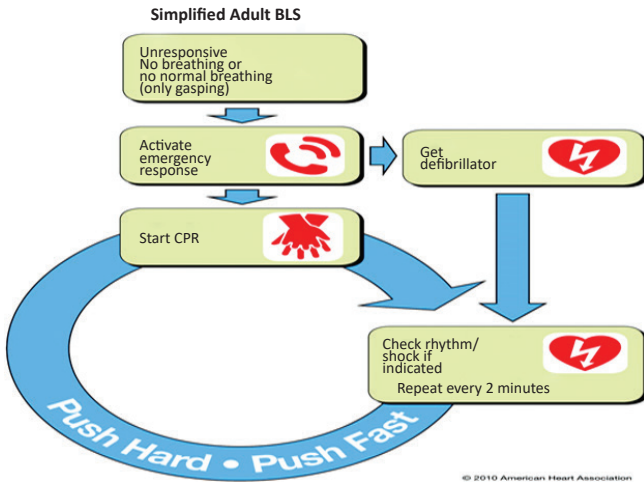 Simplified Adult BLS
Unresponsive
No breathing or
no normal breathing
(only gasping)
Activate
emergency
response
Get
defibrillator
Start CPR
Check rhythm/
shock if
indicated
Repeat every 2 minutes
Push Hard • Push Fast
© 2010 American Heart Association